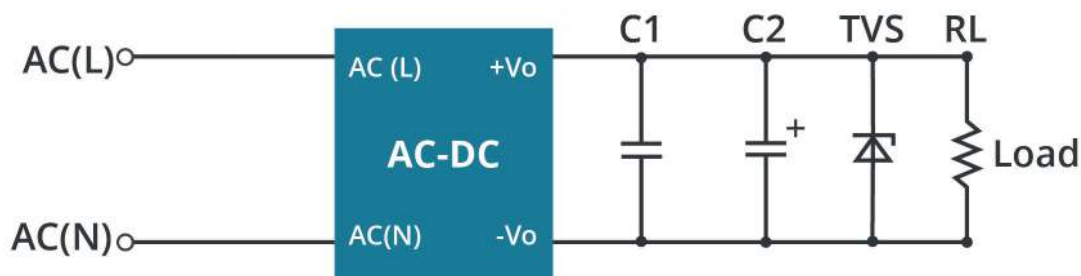 C1 C2 TVS RL
AC(L) AC (L) +Vo
AC-DC + Load
AC(N) AC(N) -Vo